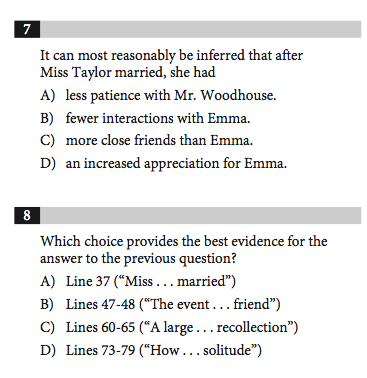 7
It can most reasonably be inferred that after
Miss Taylor married, she had
A) less patience with Mr. Woodhouse.
B) fewer interactions with Emma.
C) more close friends than Emma.
D) an increased appreciation for Emma.
8
Which choice provides the best evidence for the
answer to the previous question?
A) Line 37 (“Miss . . . married”)
B) Lines 47-48 (“The event . . . friend”)
C) Lines 60-65 (“A large . . . recollection”)
D) Lines 73-79 (“How . . . solitude”)